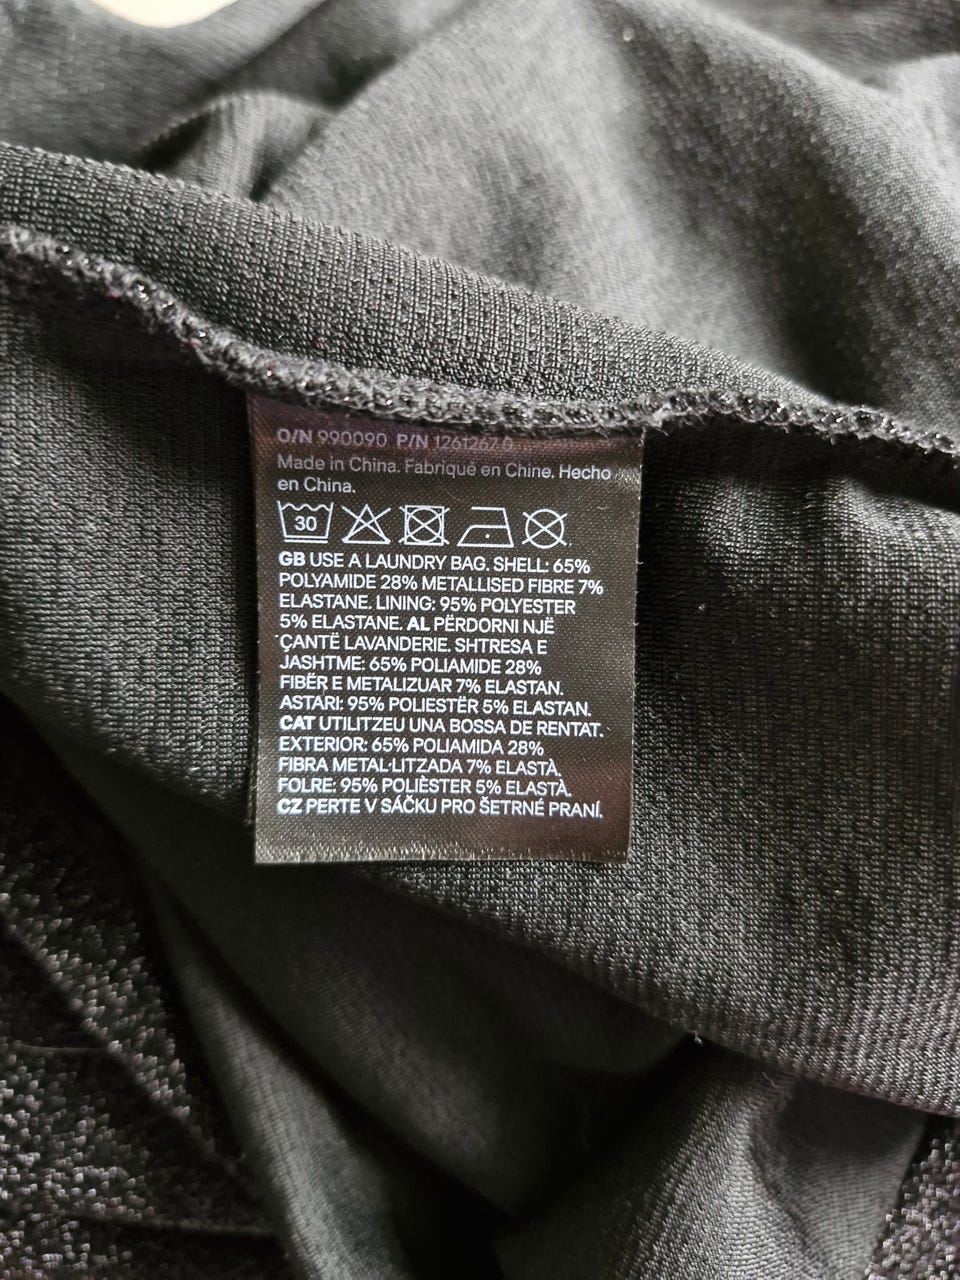 O/N 990090 P/N 1261267.0
Made in China. Fabriqué en Chine. Hecho
en China.
30
GB USE A LAUNDRY BAG. SHELL: 65%
POLYAMIDE 28% METALLISED FIBRE 7%
ELASTANE. LINING: 95% POLYESTER
5% ELASTANE. AL PËRDORNI NJË
ÇANTË LAVANDERIE. SHTRESA E
JASHTME: 65% POLIAMIDE 28%
FIBËR E METALIZUAR 7% ELASTAN.
ASTARI: 95% POLIESTËR 5% ELASTAN.
CAT UTILITZEU UNA BOSSA DE RENTAT.
EXTERIOR: 65% POLIAMIDA 28%
FIBRA METAL·LITZADA 7% ELASTÀ.
FOLRE: 95% POLIÈSTER 5% ELASTÀ.
CZ PERTE V SÁČKU PRO ŠETRNÉ PRANÍ.